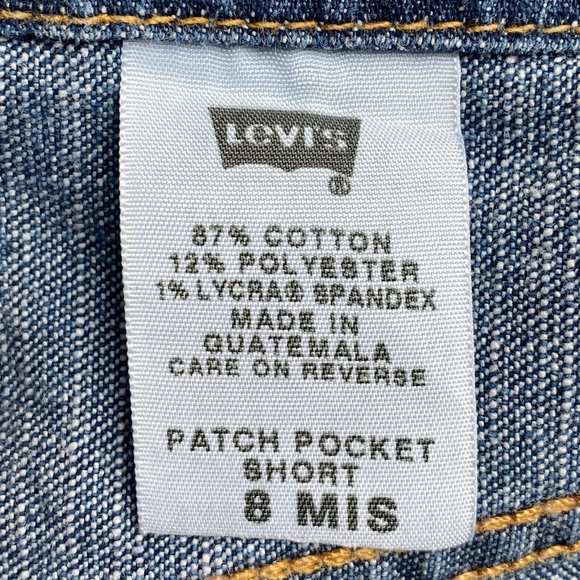 LEVI'S
®
87% COTTON
12% POLYESTER
1% LYCRA® SPANDEX
MADE IN
GUATEMALA
CARE ON REVERSE
PATCH POCKET
SHORT
8 MIS